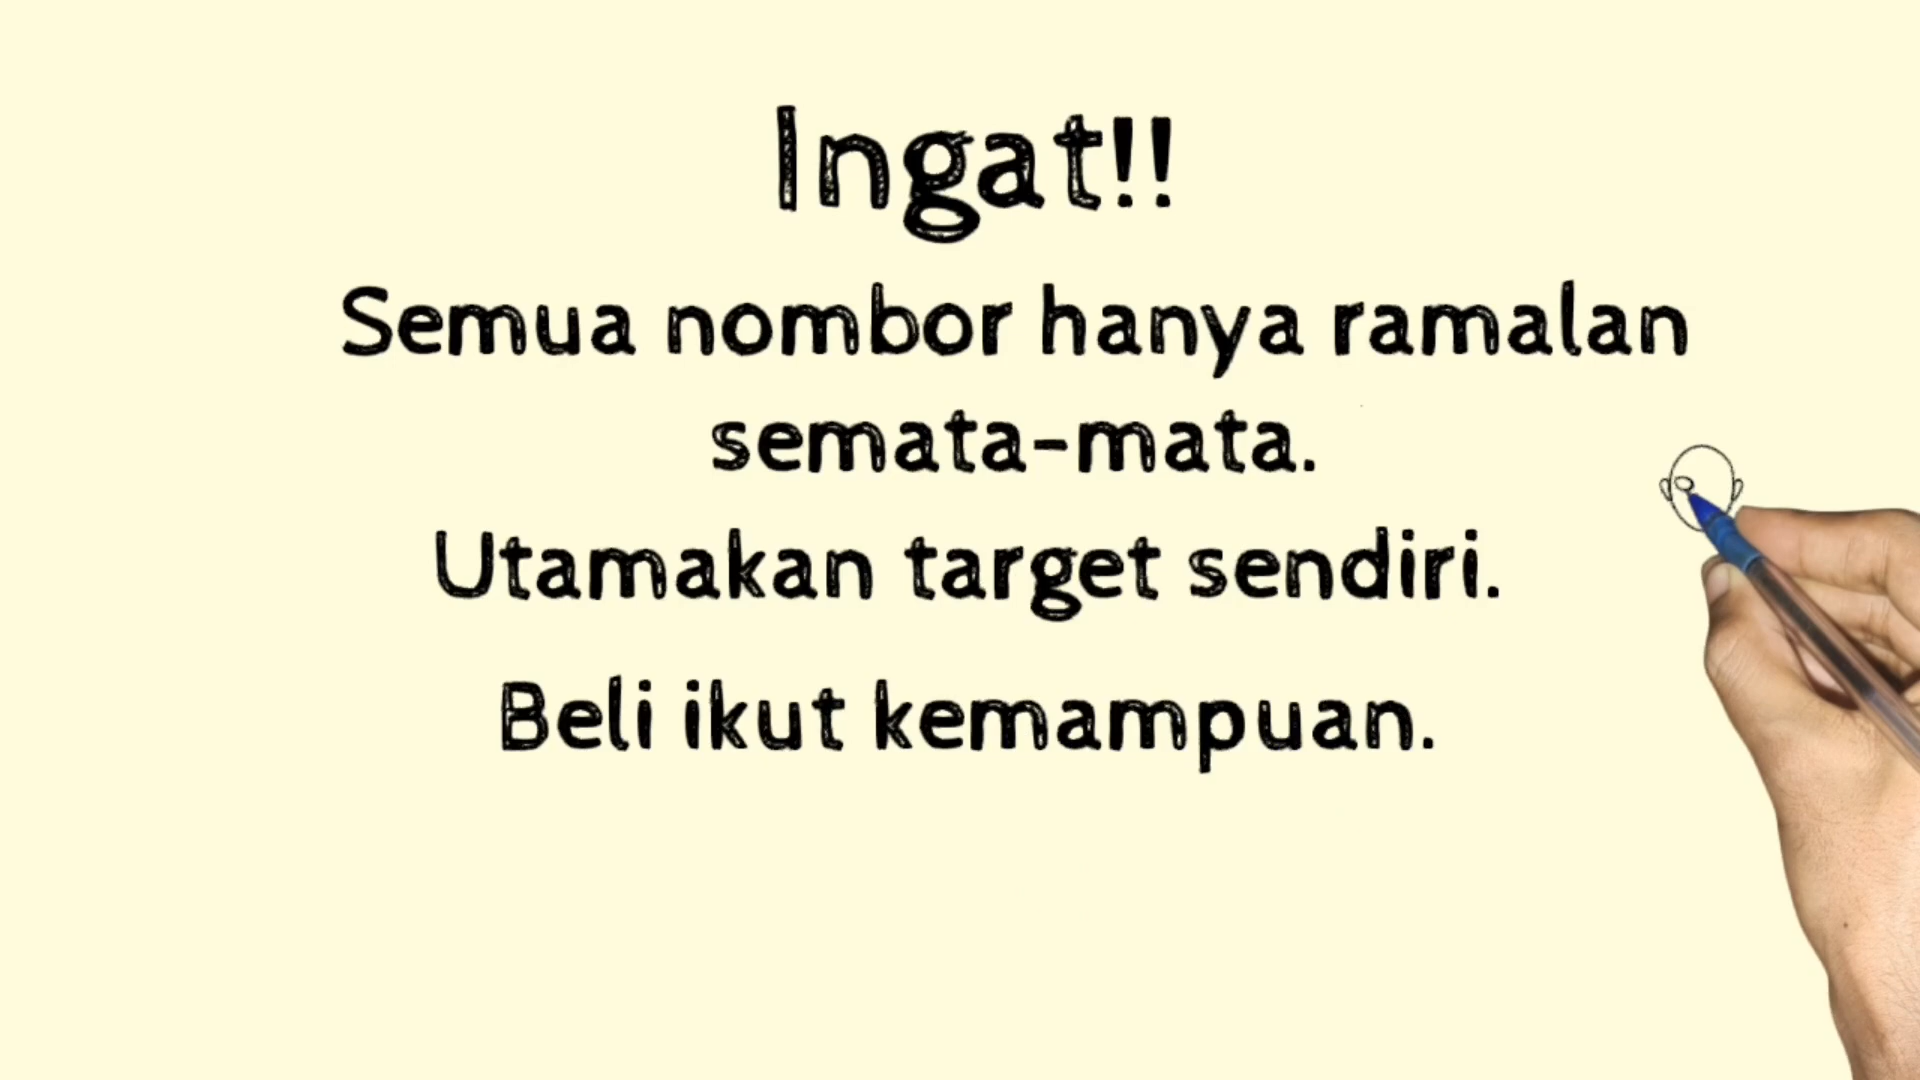 Ingat!!
Semua nombor hanya ramalan
semata-mata.
Utamakan target sendiri.
Beli ikut kemampuan.